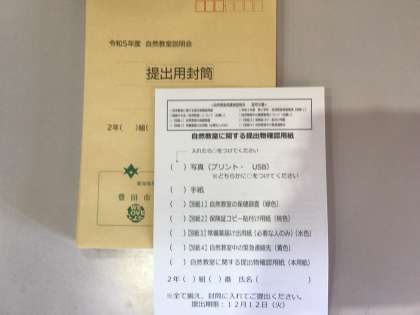 令和5年度 自然教室説明会
提出用封筒
2年( )組(
豊田市
自然教室に関する提出物確認用紙
入れたら○をつけてください
( )写真(プリント・ USB)
※どちらかに○をつけてください
( )手紙
( )【別紙1】自然教室の保健調査(緑色)
( )【別紙2】保険証コピー貼付け用紙(桃色)
( )【別紙3】常備薬届け出用紙(必要な人のみ)(水色)
( )【別紙4】自然教室中の緊急連絡先(黄色)
( )自然教室に関する提出物確認用紙(本用紙)
2年( )組( )番 氏名( )
※全て揃え、封筒に入れてご提出ください。
提出期限:12月12日(火)